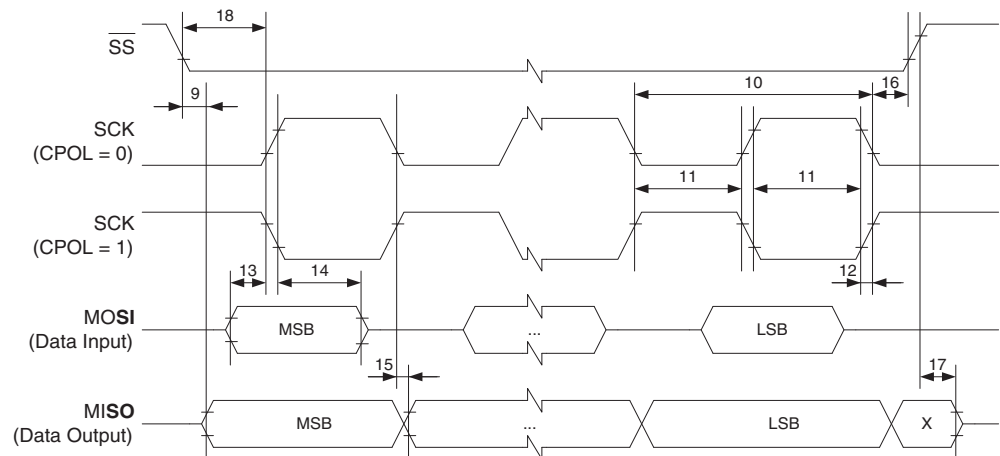 18
SS
9
10
16
SCK
(CPOL = 0)
11
11
SCK
(CPOL = 1)
13
14
12
MOSI
(Data Input)
MSB
...
LSB
15
17
MISO
(Data Output)
MSB
...
LSB
X